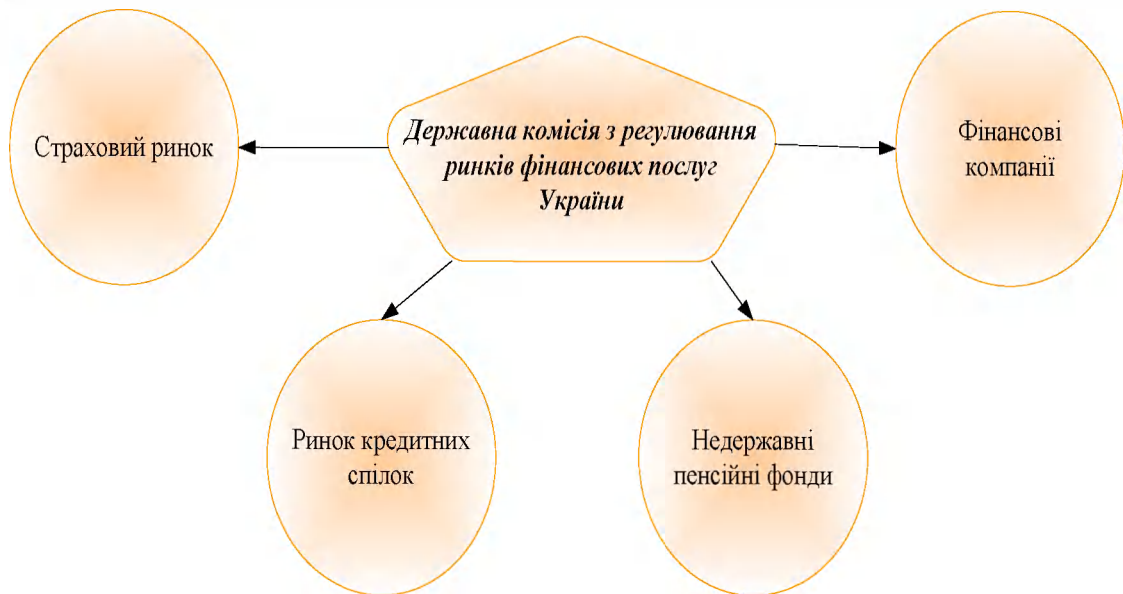 Державна комісія з регулювання
ринків фінансових послуг
України
Страховий ринок
Фінансові
компанії
Ринок кредитних
спілок
Недержавні
пенсійні фонди